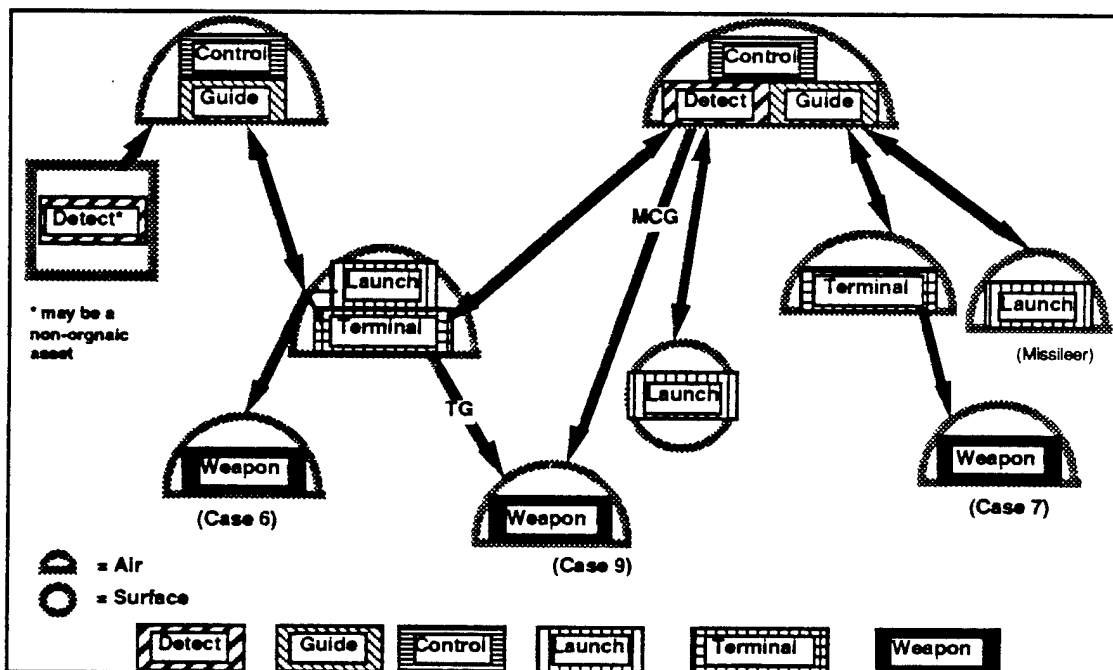 Control
Guide
Detect*
* may be a
non-orgnaic
asset
Control
Detect
Guide
MCG
Launch
Terminal
TG
Launch
Terminal
Launch
(Missileer)
Weapon
(Case 6)
Weapon
(Case 9)
Weapon
(Case 7)
= Air
= Surface
Detect
Guide
Control
Launch
Terminal
Weapon